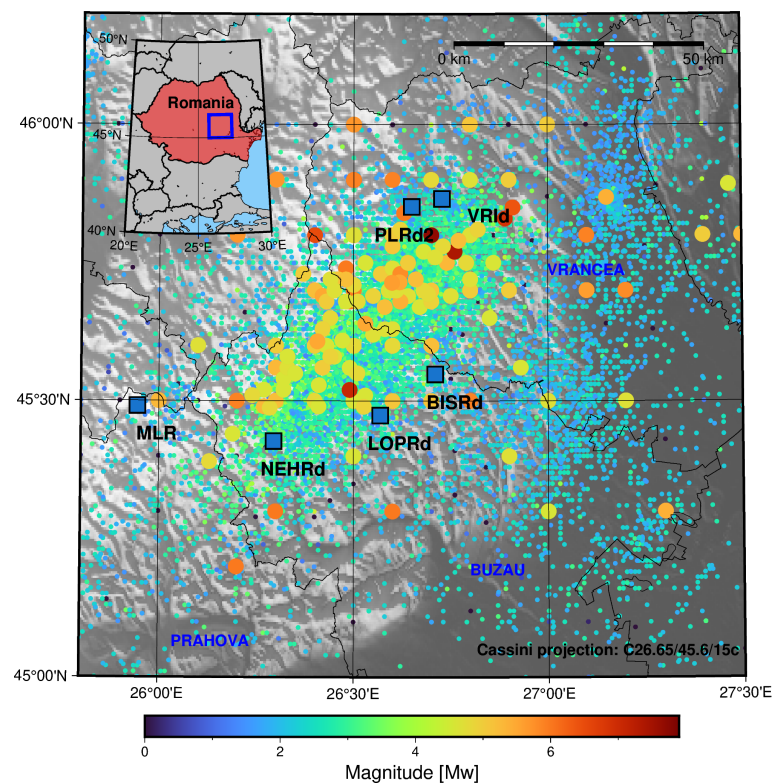 50°N
0 km
50 km
Romania
45°N
46°00'N
40°N
20°E
25°E
30°E
VRId
PLRd2
VRANCEA
45°30'N
BISRd
MLR
LOPRd
NEHRd
BUZAU
PRAHOVA
Cassini projection: C26.65/45.6/15c
45°00'N
26°00'E
26°30'E
27°00'E
27°30'E
0
2
4
6
Magnitude [Mw]